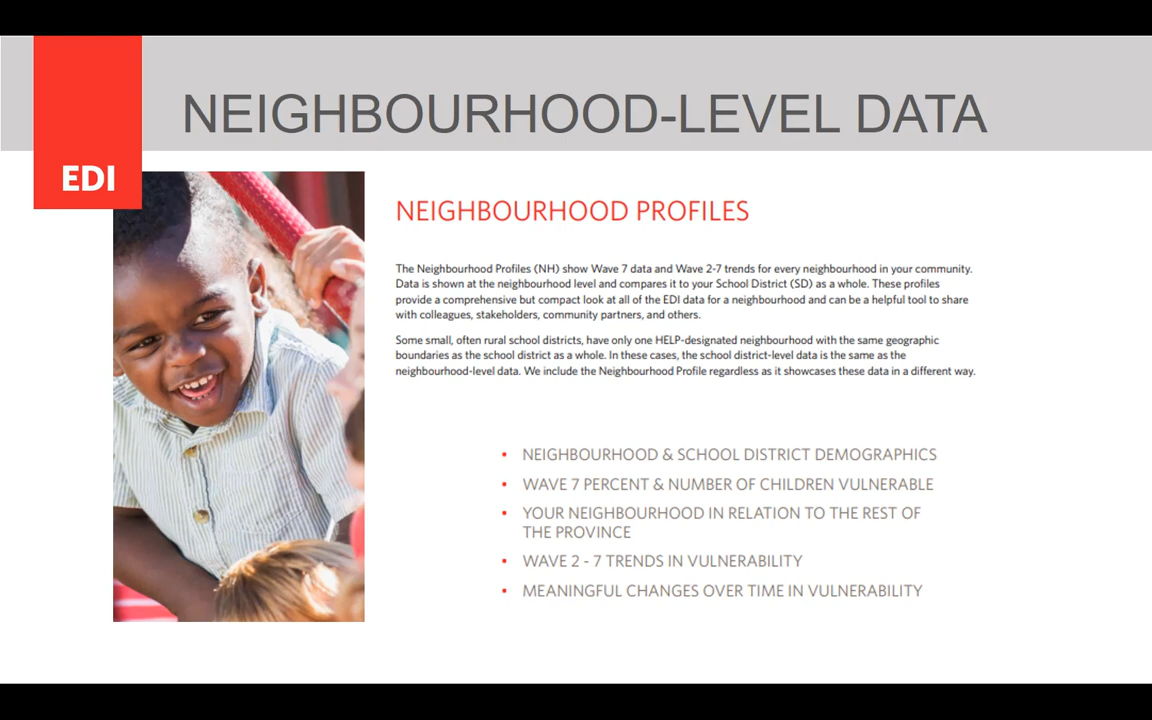 NEIGHBOURHOOD-LEVEL DATA
EDI
NEIGHBOURHOOD PROFILES
The Neighbourhood Profiles (NH) show Wave 7 data and Wave 2-7 trends for every neighbourhood in your community.
Data is shown at the neighbourhood level and compares it to your School District (SD) as a whole. These profiles
provide a comprehensive but compact look at all of the EDI data for a neighbourhood and can be a helpful tool to share
with colleagues, stakeholders, community partners, and others.
Some small, often rural school districts, have only one HELP-designated neighbourhood with the same geographic
boundaries as the school district as a whole. In these cases, the school district-level data is the same as the
neighbourhood-level data. We include the Neighbourhood Profile regardless as it showcases these data in a different way.
• NEIGHBOURHOOD & SCHOOL DISTRICT DEMOGRAPHICS
• WAVE 7 PERCENT & NUMBER OF CHILDREN VULNERABLE
• YOUR NEIGHBOURHOOD IN RELATION TO THE REST OF
THE PROVINCE
• WAVE 2 - 7 TRENDS IN VULNERABILITY
• MEANINGFUL CHANGES OVER TIME IN VULNERABILITY